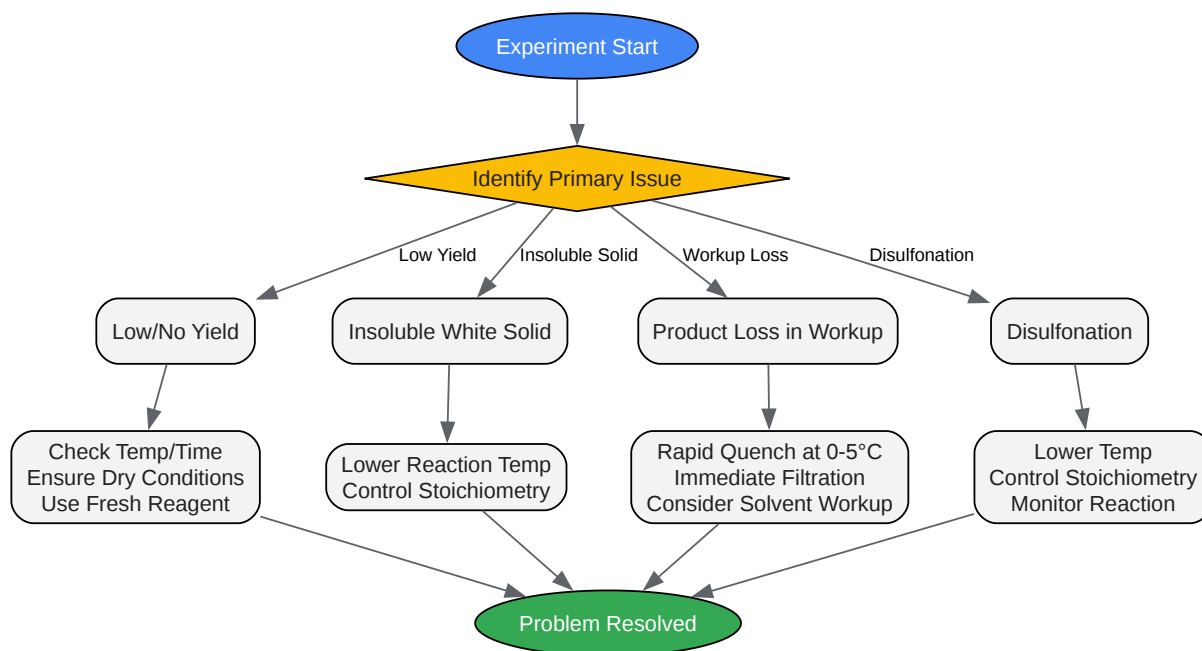 Experiment Start
Identify Primary Issue
Low Yield
Insoluble Solid
Workup Loss
Disulfonation
Low/No Yield
Insoluble White Solid
Product Loss in Workup
Disulfonation
Check Temp/Time
Ensure Dry Conditions
Use Fresh Reagent
Lower Reaction Temp
Control Stoichiometry
Rapid Quench at 0-5°C
Immediate Filtration
Consider Solvent Workup
Lower Temp
Control Stoichiometry
Monitor Reaction
Problem Resolved